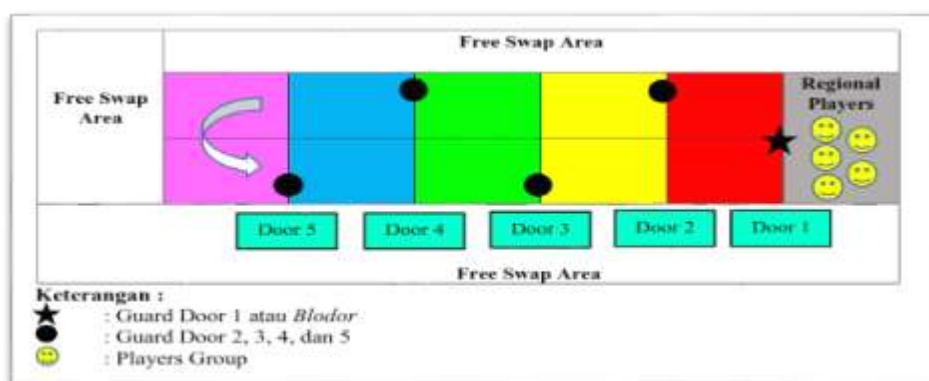 Free Swap Area
Free Swap
Area
Regional
Players
Door 5
Door 4
Door 3
Door 2
Door 1
Free Swap Area
Keterangan :
: Guard Door 1 atau Blodor
: Guard Door 2, 3, 4, dan 5
: Players Group